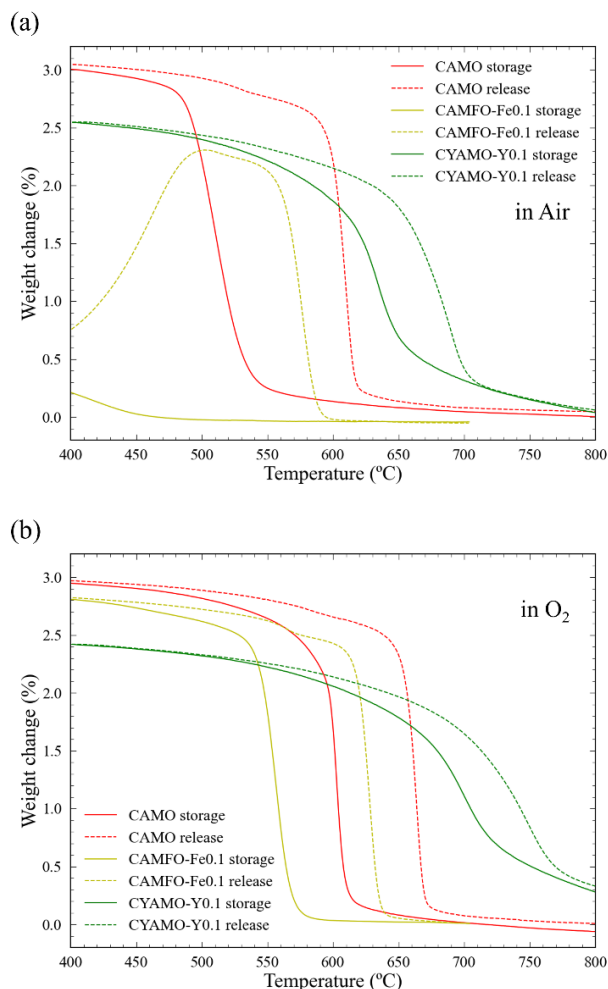 (a)
3.0
2.5
2.0
1.5
1.0
0.5
0.0
Weight change (%)
CAMO storage
CAMO release
CAMFO-Fe0.1 storage
CAMFO-Fe0.1 release
CYAMO-Y0.1 storage
CYAMO-Y0.1 release
in Air
400 450 500 550 600 650 700 750 800
Temperature (ºC)
(b)
3.0
2.5
2.0
1.5
1.0
0.5
0.0
Weight change (%)
in O₂
CAMO storage
CAMO release
CAMFO-Fe0.1 storage
CAMFO-Fe0.1 release
CYAMO-Y0.1 storage
CYAMO-Y0.1 release
400 450 500 550 600 650 700 750 800
Temperature (ºC)